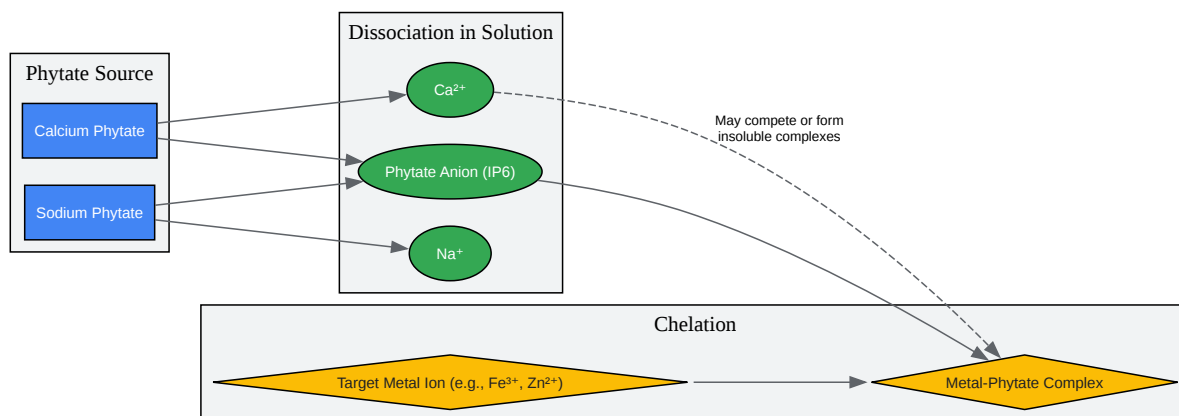 Phytate Source
Calcium Phytate
Sodium Phytate
Dissociation in Solution
Ca²⁺
Phytate Anion (IP6)
Na⁺
May compete or form
insoluble complexes
Chelation
Target Metal Ion (e.g., Fe³⁺, Zn²⁺)
Metal-Phytate Complex